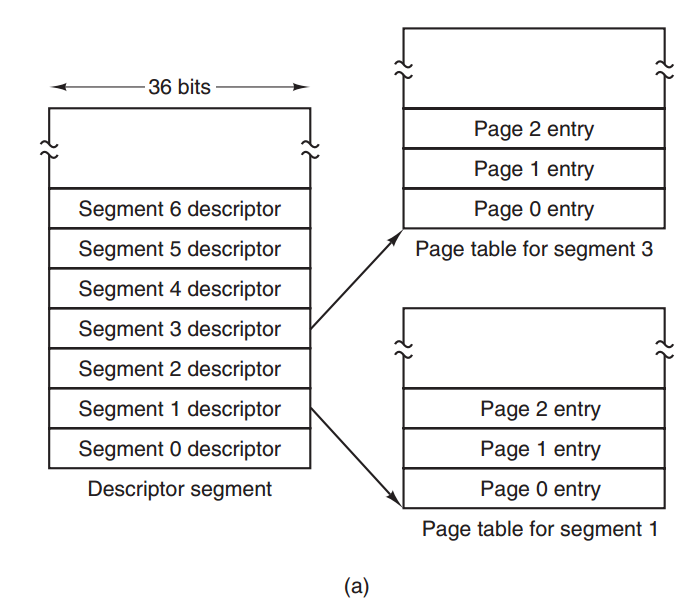 36 bits
Segment 6 descriptor
Segment 5 descriptor
Segment 4 descriptor
Segment 3 descriptor
Segment 2 descriptor
Segment 1 descriptor
Segment 0 descriptor
Descriptor segment
Page 2 entry
Page 1 entry
Page 0 entry
Page table for segment 3
Page 2 entry
Page 1 entry
Page 0 entry
Page table for segment 1
(a)